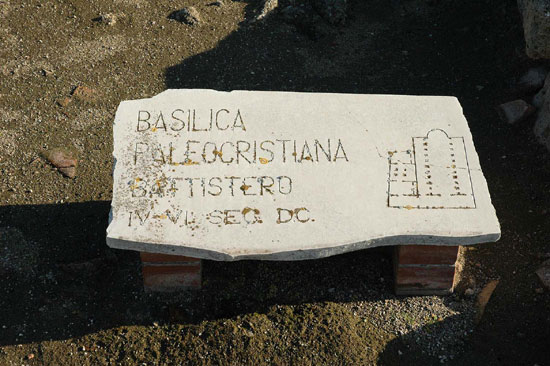 BASILICA
PALEOCRISTIANA
BATTISTERO
IV-VI SEC. DC.